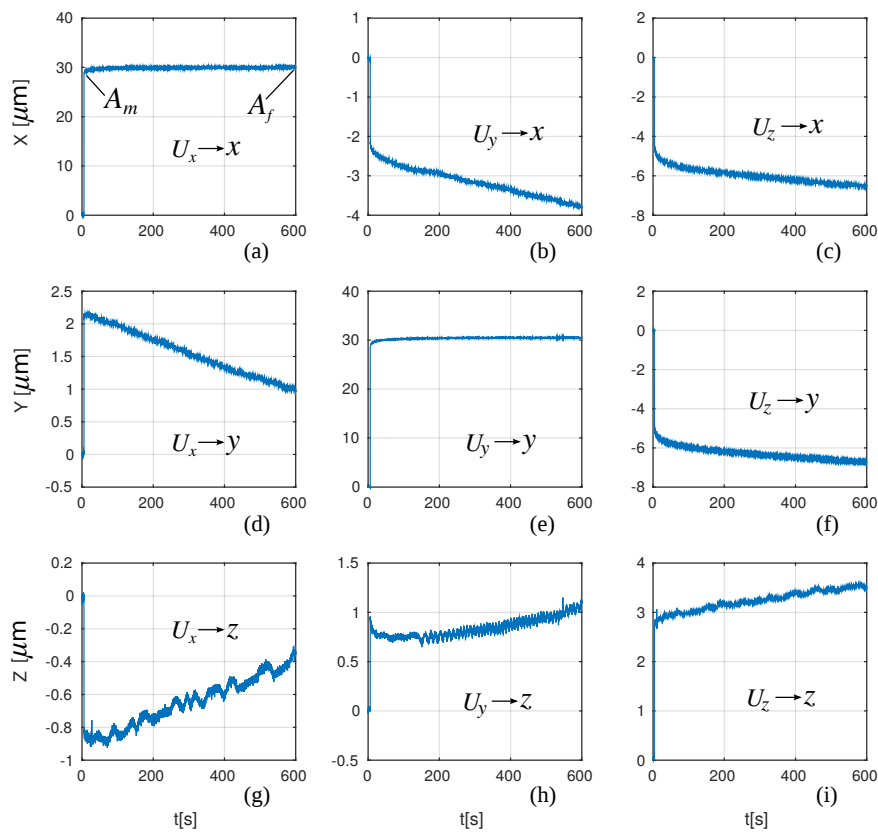 40
30
20
10
0
X [μm]
A_m
A_f
U_x → x
0 200 400 600
(a)
1
0
-1
-2
-3
-4
U_y → x
0 200 400 600
(b)
2
0
-2
-4
-6
-8
U_z → x
0 200 400 600
(c)
2.5
2
1.5
1
0.5
0
-0.5
Y [μm]
U_x → y
0 200 400 600
(d)
40
30
20
10
0
U_y → y
0 200 400 600
(e)
2
0
-2
-4
-6
-8
U_z → y
0 200 400 600
(f)
0.2
0
-0.2
-0.4
-0.6
-0.8
-1
Z [μm
U_x → z
0 200 400 600
(g)
t[s]
1.5
1
0.5
0
-0.5
U_y → z
0 200 400 600
(h)
t[s]
4
3
2
1
0
U_z → z
0 200 400 600
(i)
t[s]